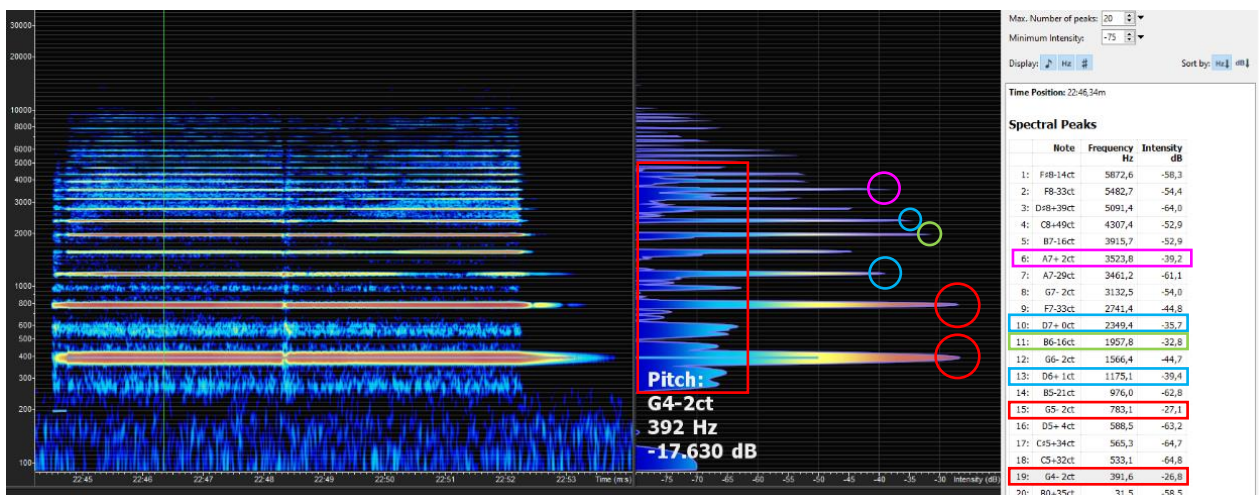 30000
20000
10000
8000
6000
5000
4000
3000
2000
1000
800
600
500
400
300
200
100
22:45 22:46 22:47 22:48 22:49 22:50 22:51 22:52 22:53 Time (m:s)
Pitch:
G4-2ct
392 Hz
-17.630 dB
-75 -70 -65 -60 -55 -50 -45 -40 -35 -30 Intensity (dB)
Max. Number of peaks: 20
Minimum Intensity: -75
Display: ♪ Hz # Sort by: Hz↓ dB↓
Time Position: 22:46,34m
Spectral Peaks
Note Frequency Intensity
Hz dB
1: F#8-14ct 5872,6 -58,3
2: F8-33ct 5482,7 -54,4
3: D#8+39ct 5091,4 -64,0
4: C8+49ct 4307,4 -52,9
5: B7-16ct 3915,7 -52,9
6: A7+ 2ct 3523,8 -39,2
7: A7-29ct 3461,2 -61,1
8: G7- 2ct 3132,5 -54,0
9: F7-33ct 2741,4 -44,8
10: D7+ 0ct 2349,4 -35,7
11: B6-16ct 1957,8 -32,8
12: G6- 2ct 1566,4 -44,7
13: D6+ 1ct 1175,1 -39,4
14: B5-21ct 976,0 -62,8
15: G5- 2ct 783,1 -27,1
16: D5+ 4ct 588,5 -63,2
17: C#5+34ct 565,3 -64,7
18: C5+32ct 533,1 -64,8
19: G4- 2ct 391,6 -26,8
20: B0+35ct 31,5 -58,5